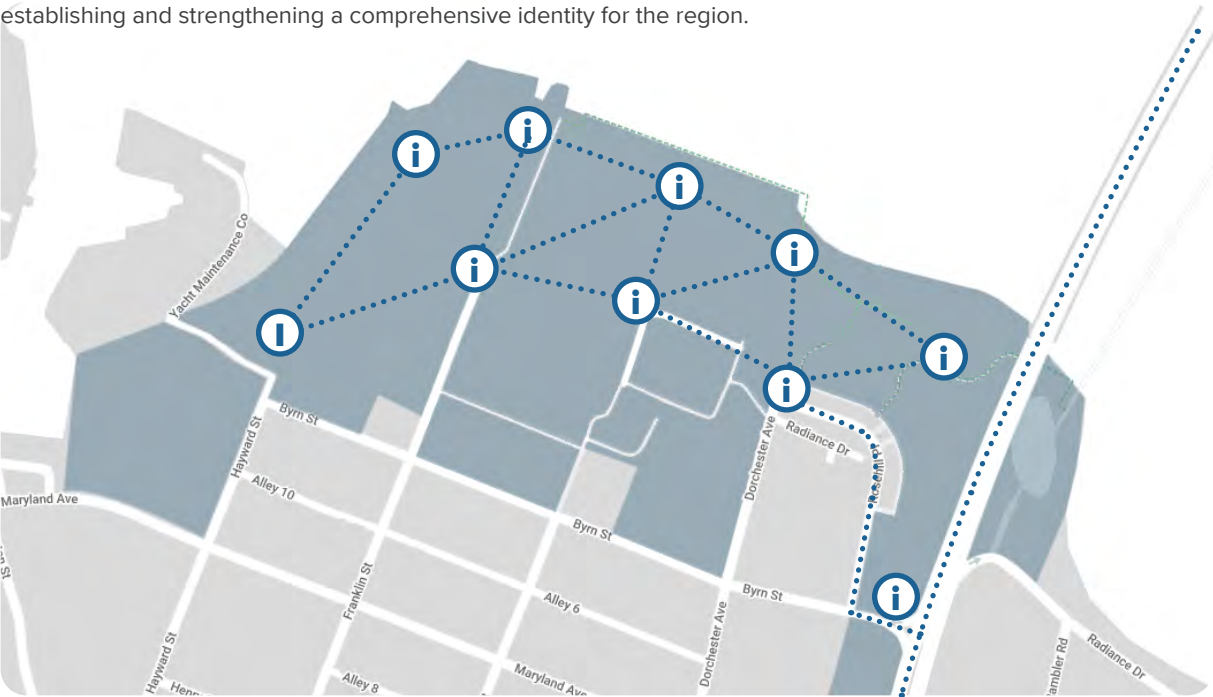 establishing and strengthening a comprehensive identity for the region.
i
i
i
Yacht Maintenance Co
i
i
i
I
i
i
Byrn St
Hayward St
Radiance Dr
Dorchester Ave
Maryland Ave
Alley 10
Byrn St
Franklin St
i
Byrn St
Alley 6
Dorchester Ave
Hayward St
Maryland Ave
Radiance Dr
Alley 8